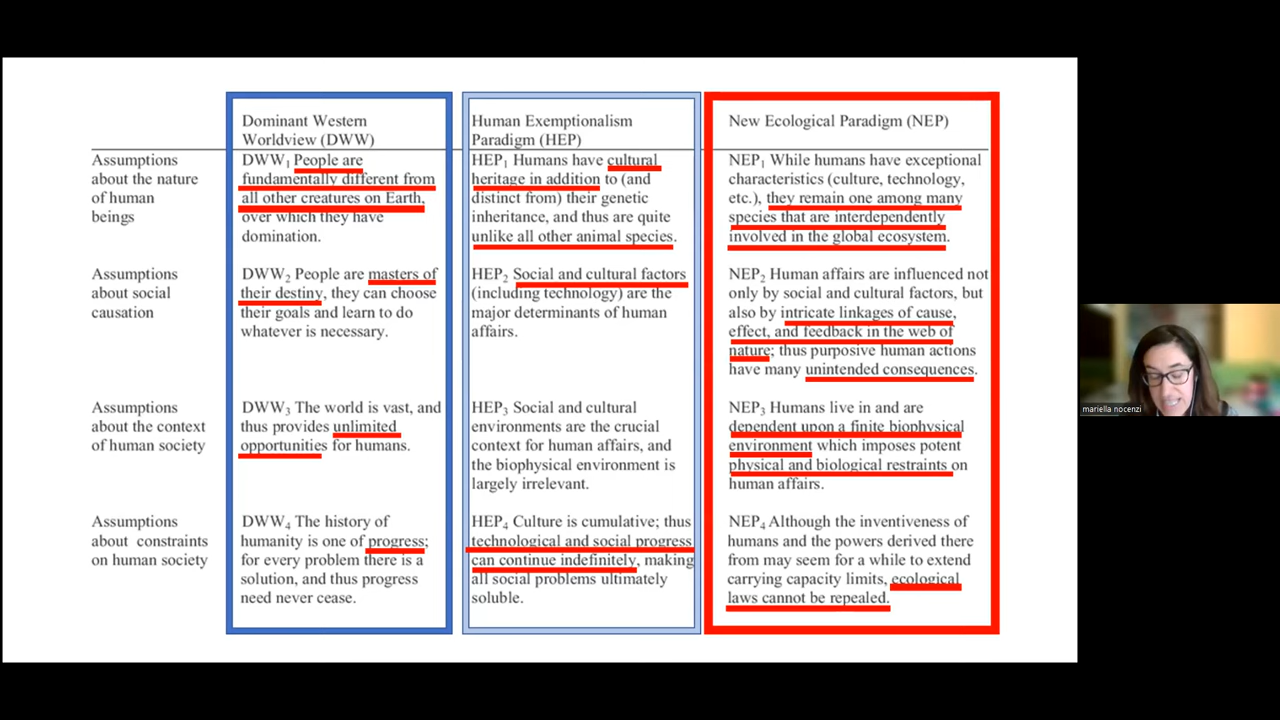 Dominant Western
Worldview (DWW)
Human Exemptionalism
Paradigm (HEP)
New Ecological Paradigm (NEP)
Assumptions
about the nature
of human
beings
DWW1 People are
fundamentally different from
all other creatures on Earth,
over which they have
domination.
HEP1 Humans have cultural
heritage in addition to (and
distinct from) their genetic
inheritance, and thus are quite
unlike all other animal species.
NEP1 While humans have exceptional
characteristics (culture, technology,
etc.), they remain one among many
species that are interdependently
involved in the global ecosystem.
Assumptions
about social
causation
DWW2 People are masters of
their destiny, they can choose
their goals and learn to do
whatever is necessary.
HEP2 Social and cultural factors
(including technology) are the
major determinants of human
affairs.
NEP2 Human affairs are influenced not
only by social and cultural factors, but
also by intricate linkages of cause,
effect, and feedback in the web of
nature; thus purposive human actions
have many unintended consequences.
Assumptions
about the context
of human society
DWW3 The world is vast, and
thus provides unlimited
opportunities for humans.
HEP3 Social and cultural
environments are the crucial
context for human affairs, and
the biophysical environment is
largely irrelevant.
NEP3 Humans live in and are
dependent upon a finite biophysical
environment which imposes potent
physical and biological restraints on
human affairs.
Assumptions
about constraints
on human society
DWW4 The history of
humanity is one of progress;
for every problem there is a
solution, and thus progress
need never cease.
HEP4 Culture is cumulative; thus
technological and social progress
can continue indefinitely, making
all social problems ultimately
soluble.
NEP4 Although the inventiveness of
humans and the powers derived there
from may seem for a while to extend
carrying capacity limits, ecological
laws cannot be repealed.
mariella nocenzi